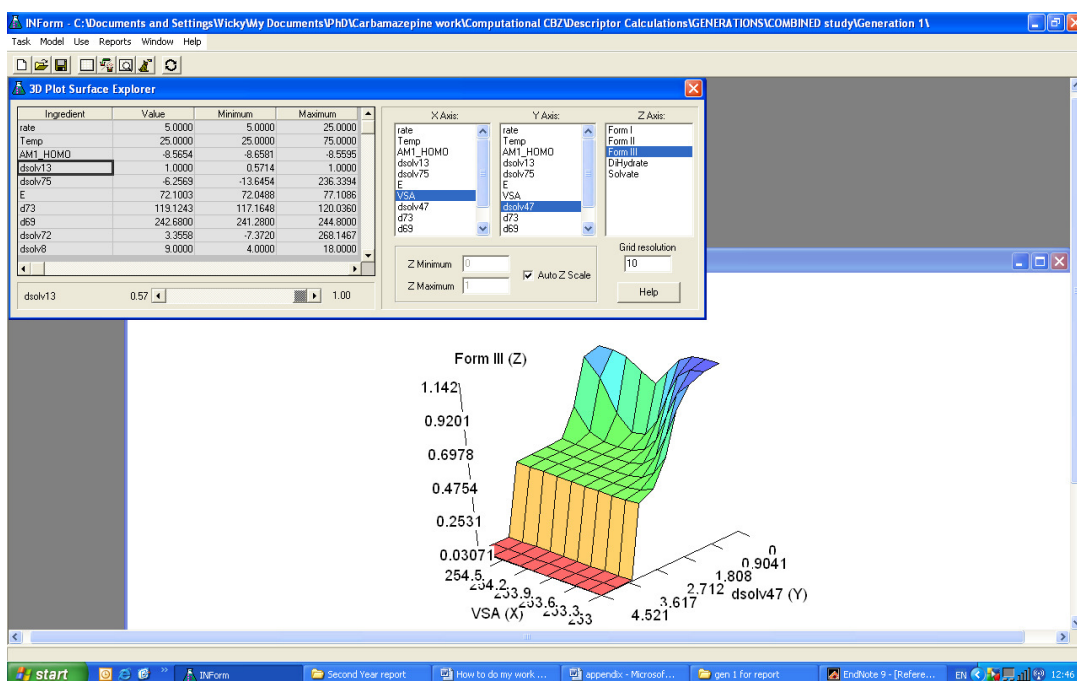 INForm - C:\Documents and Settings\Vicky\My Documents\PhD\Carbamazepine work\Computational CBZ\Descriptor Calculations\GENERATIONS\COMBINED study\Generation 1\
Task Model Use Reports Window Help
3D Plot Surface Explorer
Ingredient Value Minimum Maximum
rate 5.0000 5.0000 25.0000
Temp 25.0000 25.0000 75.0000
AM1_HOMO -8.5654 -8.6581 -8.5595
dsolv13 1.0000 0.5714 1.0000
dsolv75 -6.2569 -13.6454 236.3394
E 72.1003 72.0488 77.1086
d73 119.1243 117.1648 120.0360
d69 242.6800 241.2800 244.8000
dsolv72 3.3558 -7.3720 268.1467
dsolv8 9.0000 4.0000 18.0000
dsolv13 0.57 1.00
X Axis:
rate
Temp
AM1_HOMO
dsolv13
dsolv75
E
VSA
dsolv47
d73
d69
Y Axis:
rate
Temp
AM1_HOMO
dsolv13
dsolv75
E
VSA
dsolv47
d73
d69
Z Axis:
Form I
Form II
Form III
DiHydrate
Solvate
Z Minimum 0
Z Maximum 1
Auto Z Scale
Grid resolution
10
Help
Form III (Z)
1.142
0.9201
0.6978
0.4754
0.2531
0.03071
254.5
254.2
253.9
253.6
253.3
253
VSA (X)
4.521
3.617
2.712
1.808
0.9041
0
dsolv47 (Y)
start
INForm
Second Year report
How to do my work ...
appendix - Microsof...
gen 1 for report
EndNote 9 - [Refere...
EN
12:46